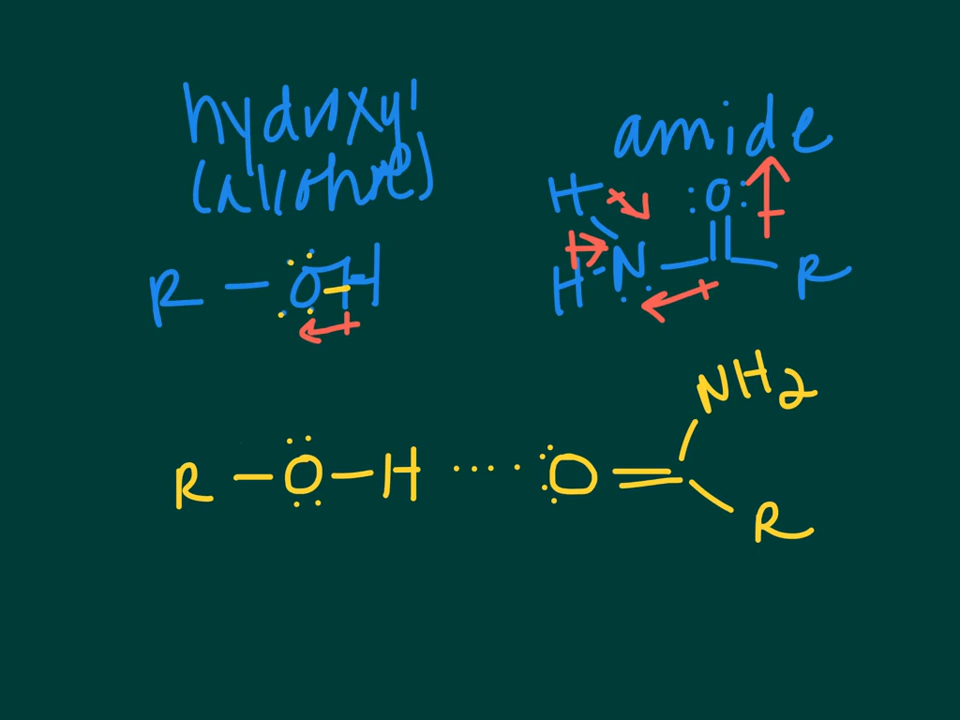 hydroxyl
(alcohol)
R - OH
amide
H
:O:
H - N - R
NH2
R - O - H ···· O =
R